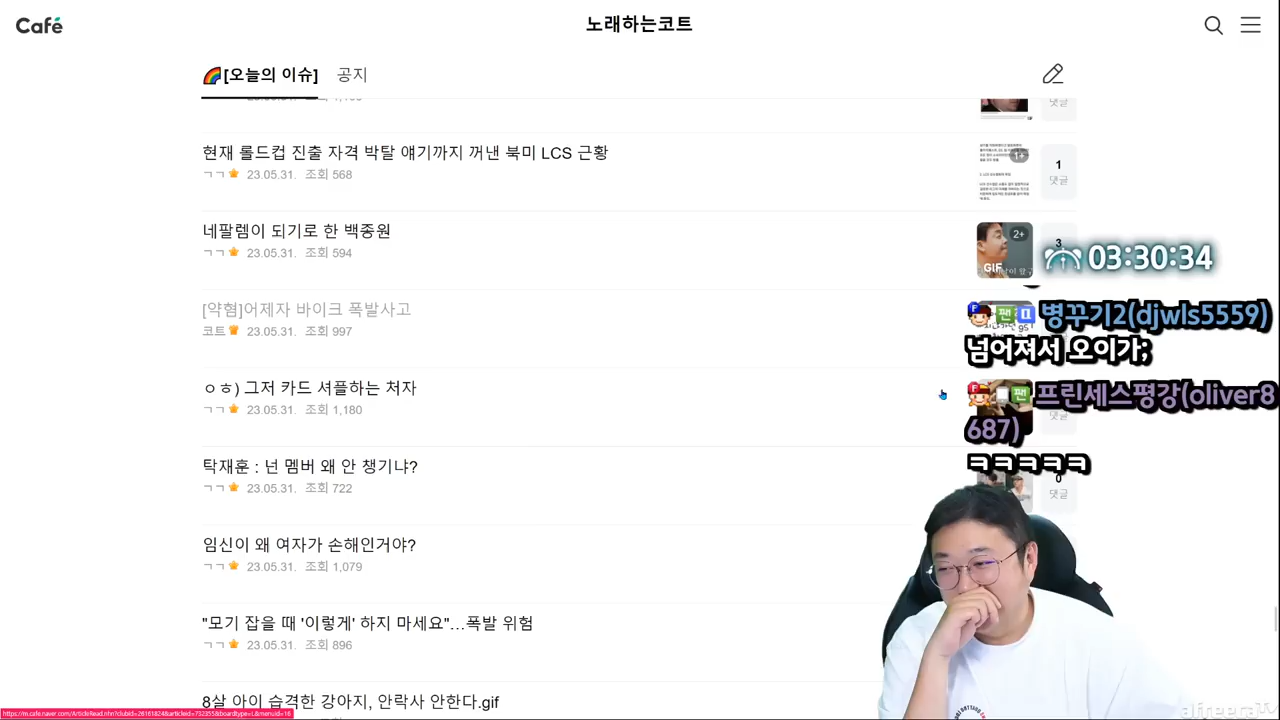 Café
노래하는코트
🌈[오늘의 이슈]
공지
댓글
현재 롤드컵 진출 자격 박탈 얘기까지 꺼낸 북미 LCS 근황
ㄱㄱ 23.05.31. 조회 568
1+
1
댓글
네팔렘이 되기로 한 백종원
ㄱㄱ 23.05.31. 조회 594
2+
GIF
3
03:30:34
[약혐]어제자 바이크 폭발사고
코트 23.05.31. 조회 997
병꾸기2(djwls5559)
넘어져서 오이가;
ㅇㅎ) 그저 카드 셔플하는 처자
ㄱㄱ 23.05.31. 조회 1,180
프린세스평강(oliver8
687)
ㅋㅋㅋㅋㅋ
댓글
탁재훈 : 넌 멤버 왜 안 챙기냐?
ㄱㄱ 23.05.31. 조회 722
0
댓글
임신이 왜 여자가 손해인거야?
ㄱㄱ 23.05.31. 조회 1,079
"모기 잡을 때 '이렇게' 하지 마세요"…폭발 위험
ㄱㄱ 23.05.31. 조회 896
8살 아이 습격한 강아지, 안락사 안한다.gif
afreecaTV